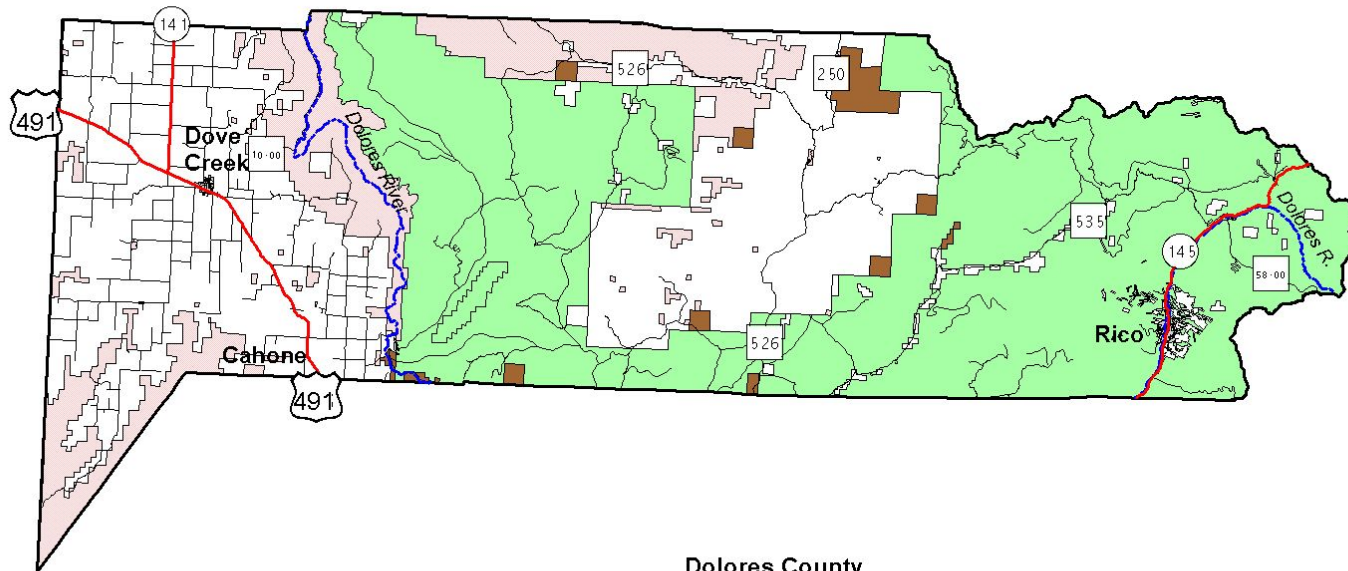 141
491
526
250
Dove
Creek
10-00
Dolores River
535
Dolores R.
145
58-00
Cahone
Rico
526
491
Dolores County